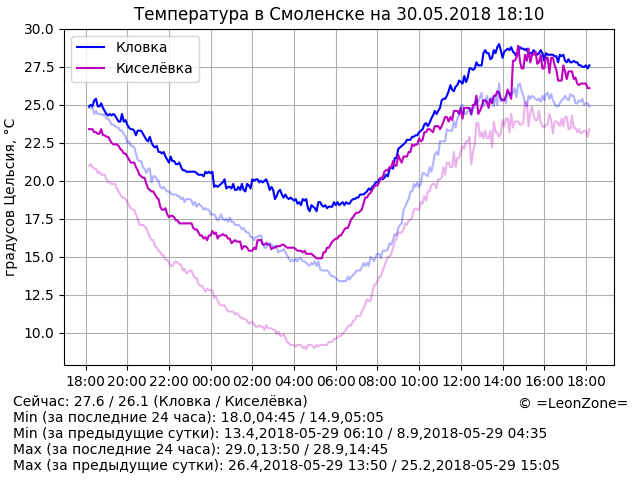 Температура в Смоленске на 30.05.2018 18:10
градусов Цельсия, °C
30.0
27.5
25.0
22.5
20.0
17.5
15.0
12.5
10.0
Кловка
Киселёвка
18:00 20:00 22:00 00:00 02:00 04:00 06:00 08:00 10:00 12:00 14:00 16:00 18:00
Сейчас: 27.6 / 26.1 (Кловка / Киселёвка)
© =LeonZone=
Min (за последние 24 часа): 18.0,04:45 / 14.9,05:05
Min (за предыдущие сутки): 13.4,2018-05-29 06:10 / 8.9,2018-05-29 04:35
Max (за последние 24 часа): 29.0,13:50 / 28.9,14:45
Max (за предыдущие сутки): 26.4,2018-05-29 13:50 / 25.2,2018-05-29 15:05